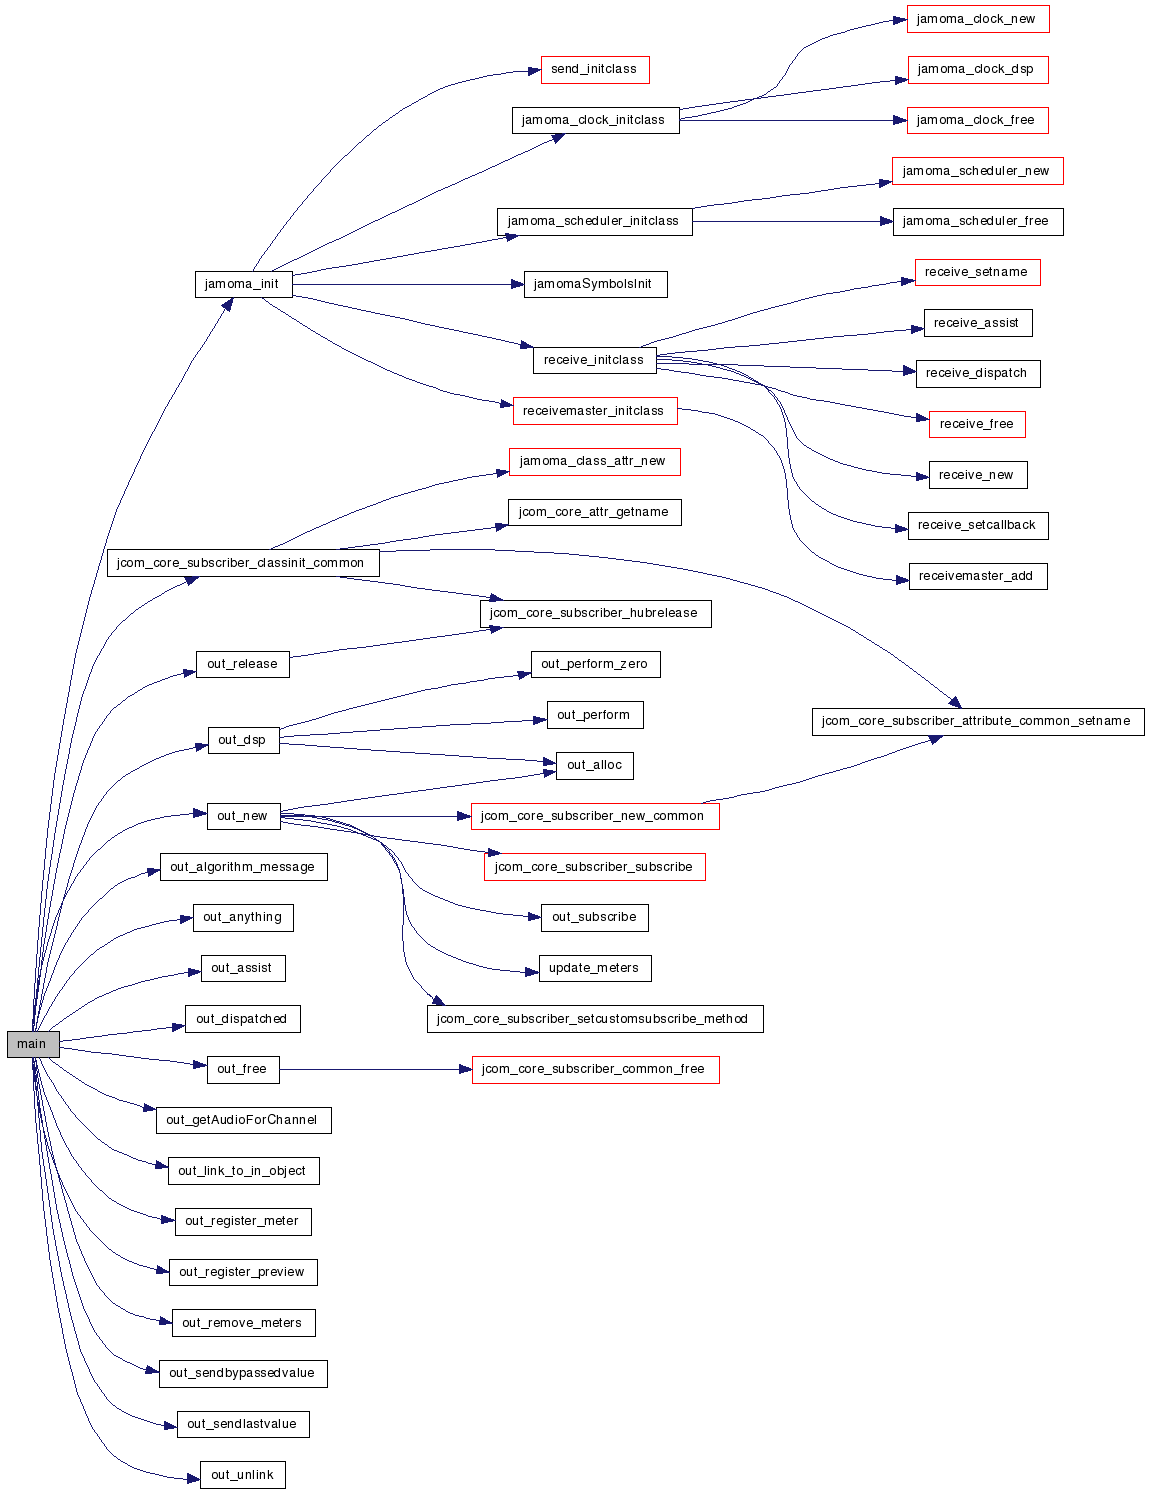 jamoma_clock_new
send_initclass
jamoma_clock_dsp
jamoma_clock_initclass
jamoma_clock_free
jamoma_scheduler_new
jamoma_scheduler_initclass
jamoma_scheduler_free
jamoma_init
jamomaSymbolsInit
receive_setname
receive_assist
receive_initclass
receive_dispatch
receivemaster_initclass
receive_free
jamoma_class_attr_new
receive_new
jcom_core_attr_getname
receive_setcallback
jcom_core_subscriber_classinit_common
receivemaster_add
jcom_core_subscriber_hubrelease
out_release
out_perform_zero
out_perform
jcom_core_subscriber_attribute_common_setname
out_dsp
out_alloc
out_new
jcom_core_subscriber_new_common
out_algorithm_message
jcom_core_subscriber_subscribe
out_anything
out_subscribe
out_assist
update_meters
out_dispatched
jcom_core_subscriber_setcustomsubscribe_method
main
out_free
jcom_core_subscriber_common_free
out_getAudioForChannel
out_link_to_in_object
out_register_meter
out_register_preview
out_remove_meters
out_sendbypassedvalue
out_sendlastvalue
out_unlink